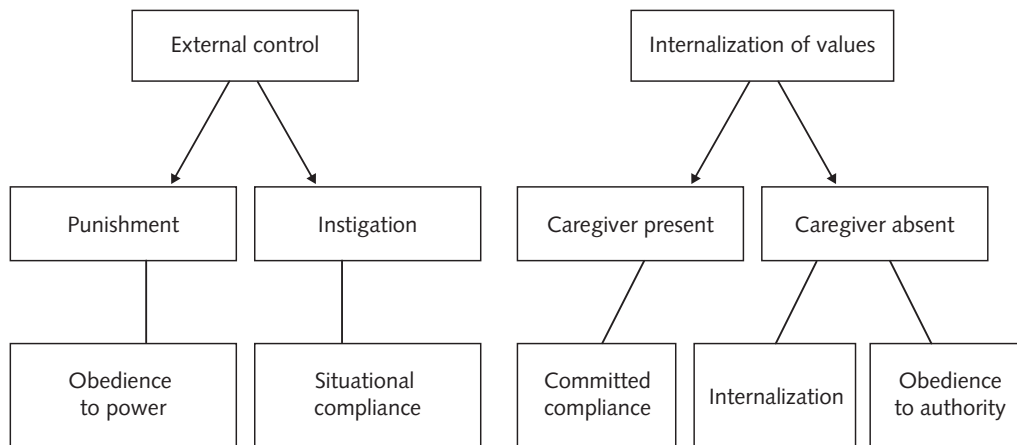 External control
Internalization of values
Punishment
Instigation
Caregiver present
Caregiver absent
Obedience
to power
Situational
compliance
Committed
compliance
Internalization
Obedience
to authority